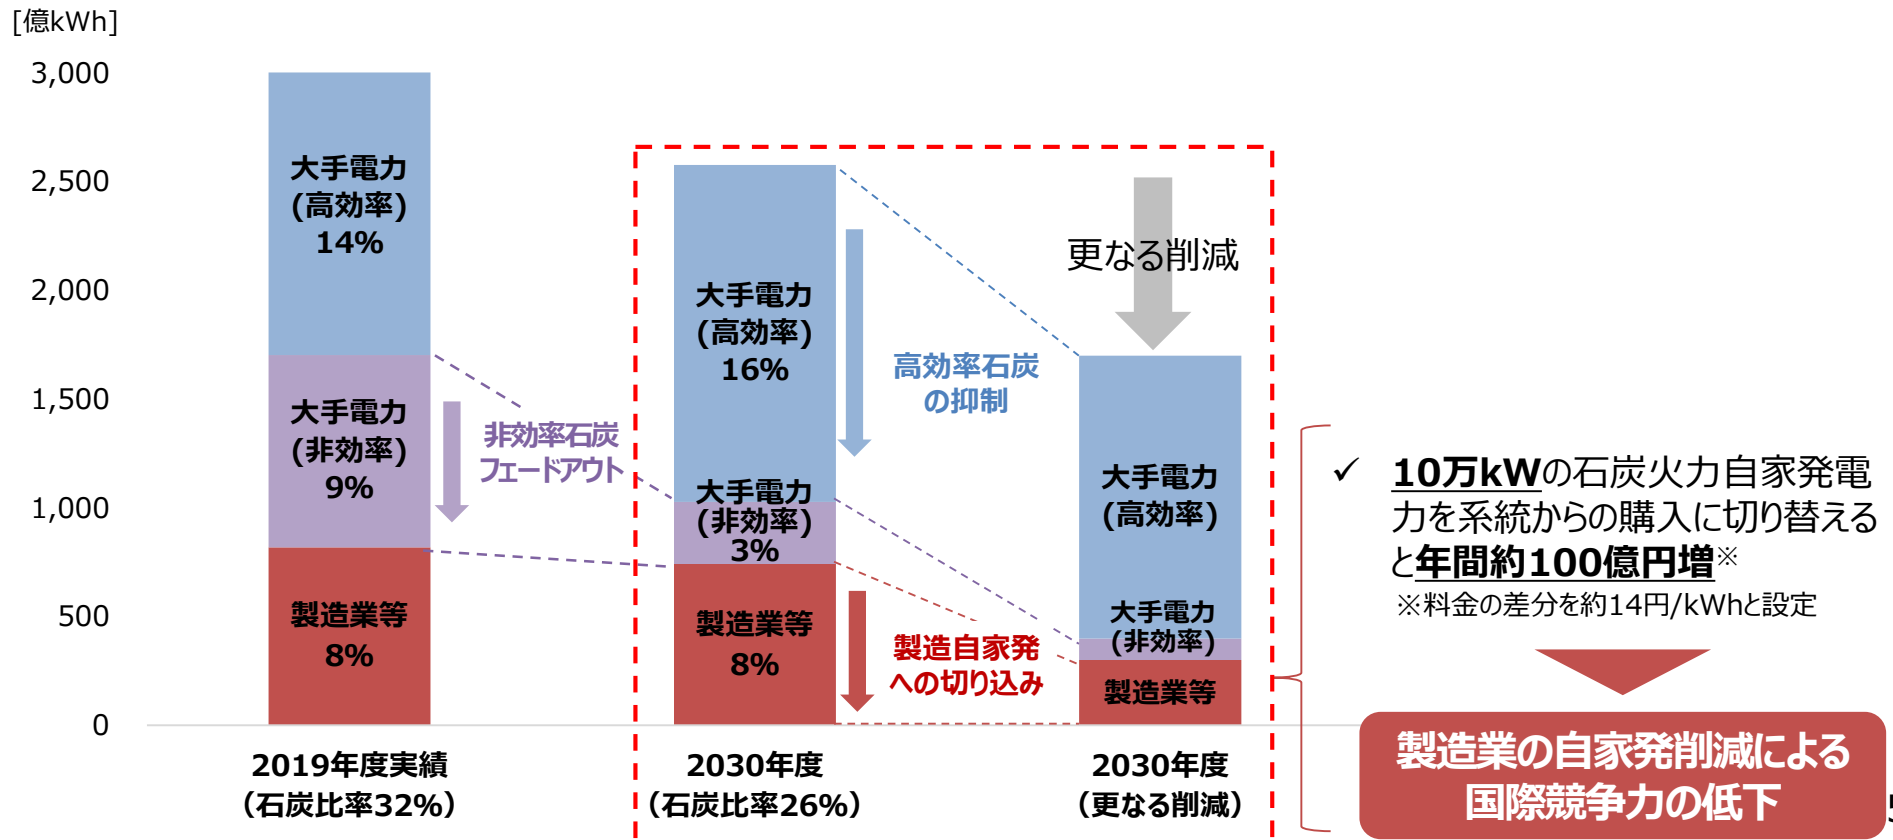 [億kWh]
3,000
2,500
2,000
1,500
1,000
500
0
大手電力
(高効率)
14%
大手電力
(非効率)
9%
製造業等
8%
非効率石炭
フェードアウト
大手電力
(高効率)
16%
大手電力
(非効率)
3%
製造業等
8%
高効率石炭
の抑制
製造自家発
への切り込み
更なる削減
大手電力
(高効率)
大手電力
(非効率)
製造業等
2019年度実績
（石炭比率32%）
2030年度
（石炭比率26%）
2030年度
（更なる削減）
✓ 10万kWの石炭火力自家発電
力を系統からの購入に切り替える
と年間約100億円増※
※料金の差分を約14円/kWhと設定
製造業の自家発削減による
国際競争力の低下